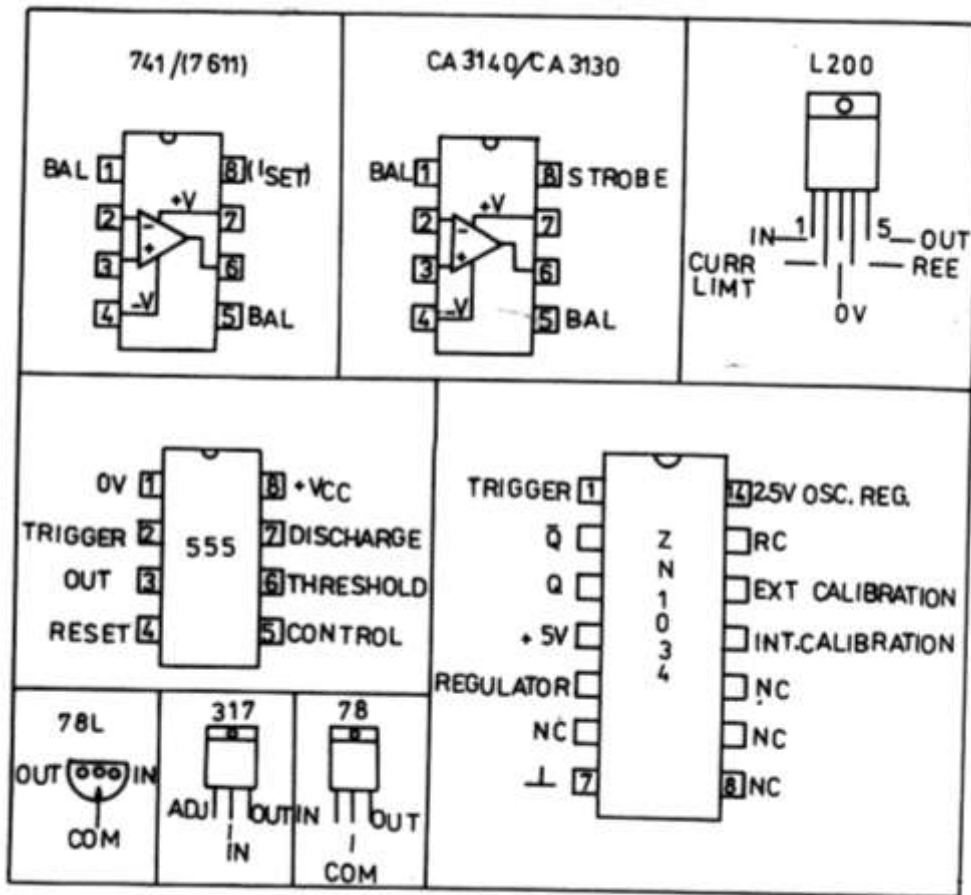 741/(7611)
BAL 1 8 (ISET)
2 - +V 7
3 + 6
4 -V 5 BAL
CA3140/CA3130
BAL 1 8 STROBE
2 - +V 7
3 + 6
4 -V 5 BAL
L200
IN 1 5 OUT
CURR LIMT REE
0V
555
0V 1 8 +VCC
TRIGGER 2 7 DISCHARGE
OUT 3 6 THRESHOLD
RESET 4 5 CONTROL
ZN1034
TRIGGER 1 14 2.5V OSC. REG.
Q̅ RC
Q EXT CALIBRATION
+5V INT.CALIBRATION
REGULATOR NC
NC NC
7 8 NC
78L
OUT IN
COM
317
ADJ OUT
IN
78
IN OUT
COM